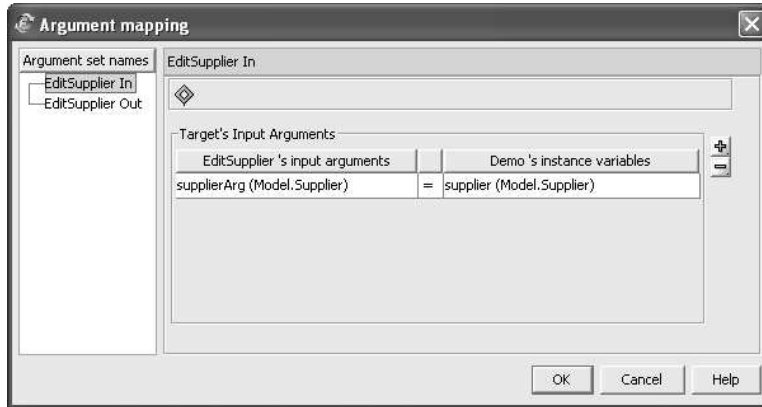 Argument mapping
Argument set names
EditSupplier In
EditSupplier Out
EditSupplier In
Target's Input Arguments
EditSupplier 's input arguments Demo 's instance variables
supplierArg (Model.Supplier) = supplier (Model.Supplier)
OK Cancel Help